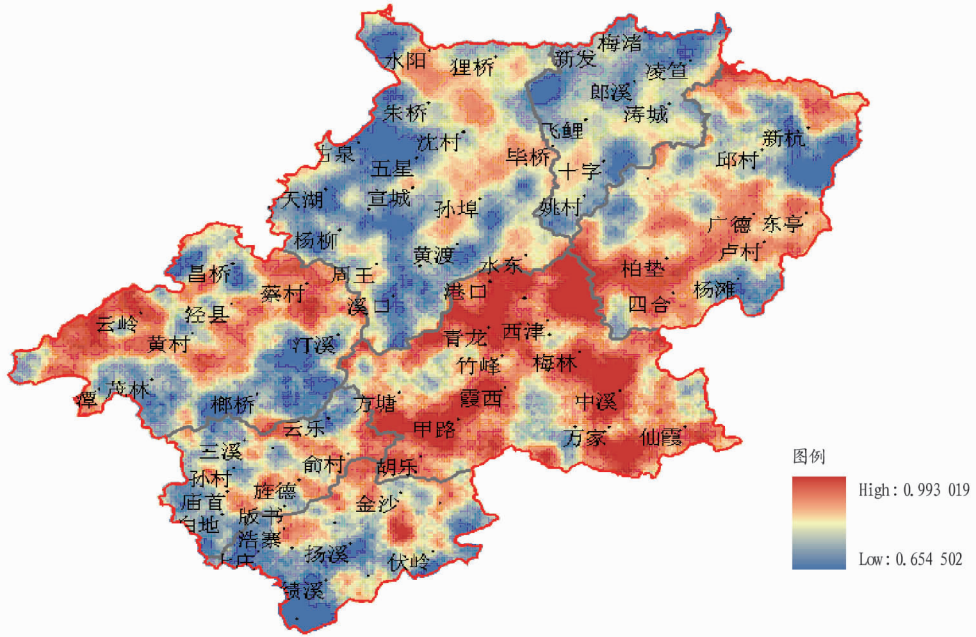 梅渚
新发
水阳
狸桥
凌笪
郎溪
朱桥
涛城
飞鲤
新杭
沈村
毕桥
邱村
五星
十字
天湖
宣城
孙埠
姚村
广德
东亭
杨柳
黄渡
卢村
水东
柏垫
昌桥
周王
港口
杨滩
蔡村
溪口
四合
泾县
云岭
青龙
西津
黄村
汀溪
竹峰
梅林
茂林
潭
榔桥
方塘
霞西
中溪
云乐
甲路
万家
仙霞
三溪
俞村
胡乐
孙村
旌德
庙首
金沙
白地
版书
浩寨
扬溪
伏岭
绩溪
图例
High: 0.993 019
Low: 0.654 502